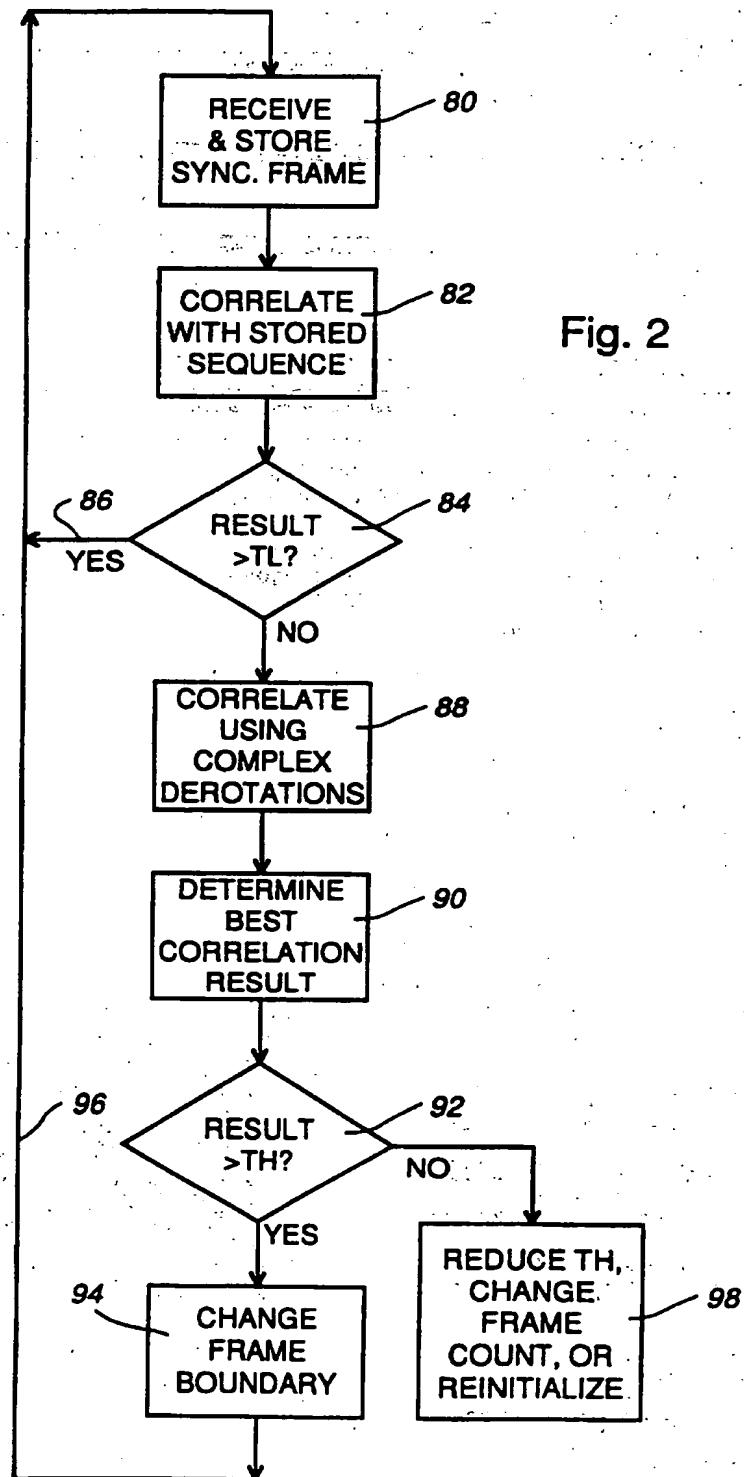 RECEIVE
& STORE
SYNC. FRAME
80
CORRELATE
WITH STORED
SEQUENCE
82
Fig. 2
RESULT
>TL?
84
86
YES
NO
CORRELATE
USING
COMPLEX
DEROTATIONS
88
DETERMINE
BEST
CORRELATION
RESULT
90
96
RESULT
>TH?
92
NO
YES
94
CHANGE
FRAME
BOUNDARY
REDUCE TH,
CHANGE
FRAME
COUNT, OR
REINITIALIZE
98